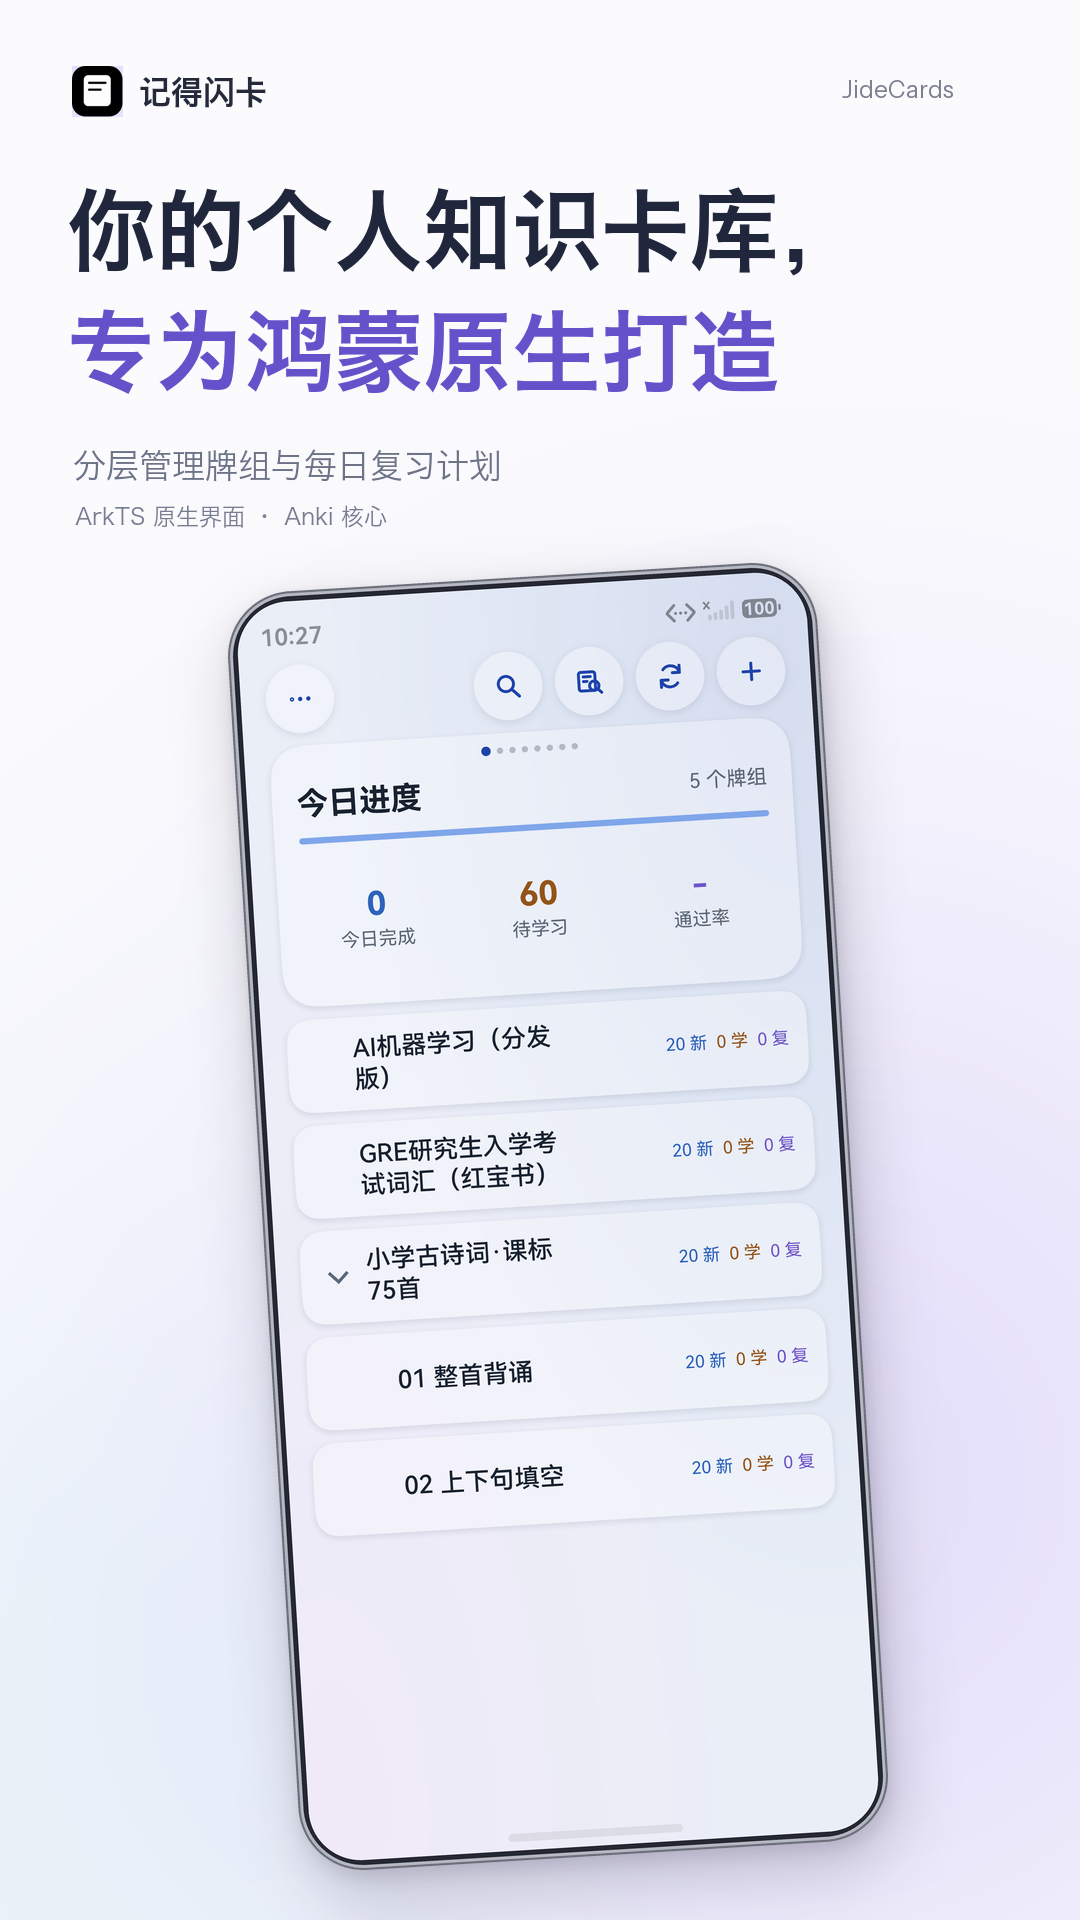 记得闪卡
JideCards
你的个人知识卡库,
专为鸿蒙原生打造
分层管理牌组与每日复习计划
ArkTS 原生界面 · Anki 核心
10:27
100
今日进度
5 个牌组
0
60
-
今日完成
待学习
通过率
AI机器学习（分发
版）
20 新 0 学 0 复
GRE研究生入学考
试词汇（红宝书）
20 新 0 学 0 复
小学古诗词·课标
75首
20 新 0 学 0 复
01 整首背诵
20 新 0 学 0 复
02 上下句填空
20 新 0 学 0 复